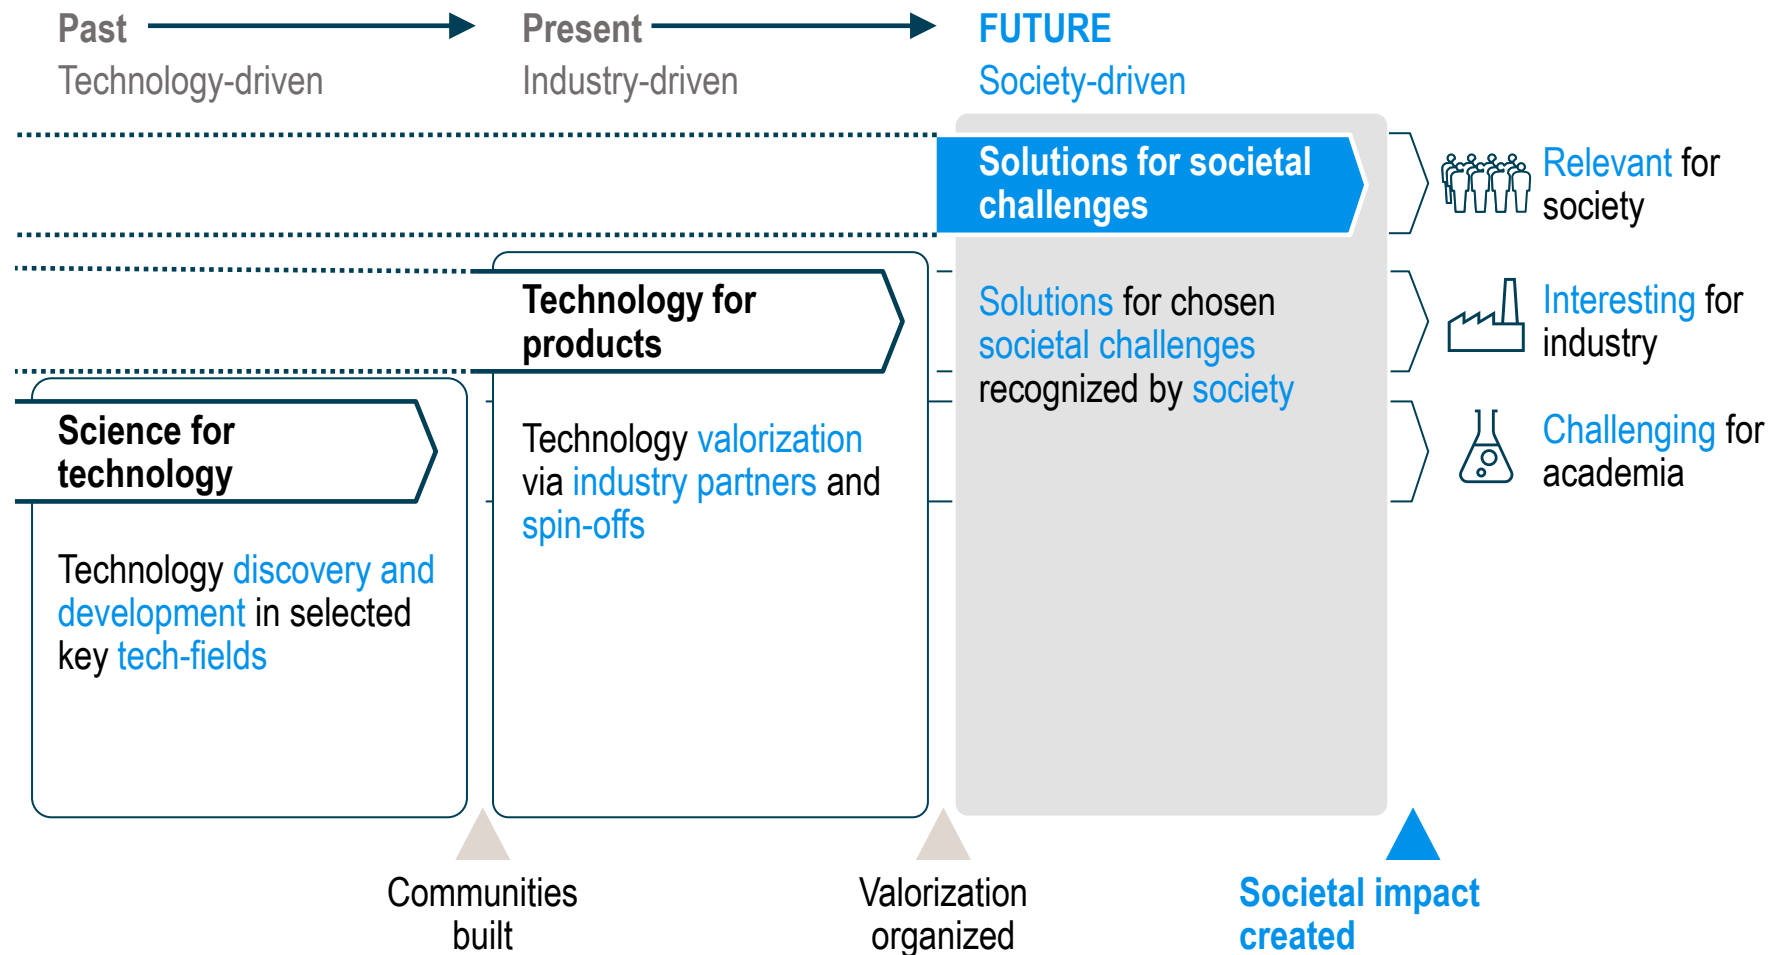 Past
Technology-driven
Present
Industry-driven
FUTURE
Society-driven
Solutions for societal
challenges
Relevant for
society
Technology for
products
Solutions for chosen
societal challenges
recognized by society
Interesting for
industry
Science for
technology
Technology valorization
via industry partners and
spin-offs
Challenging for
academia
Technology discovery and
development in selected
key tech-fields
Communities
built
Valorization
organized
Societal impact
created